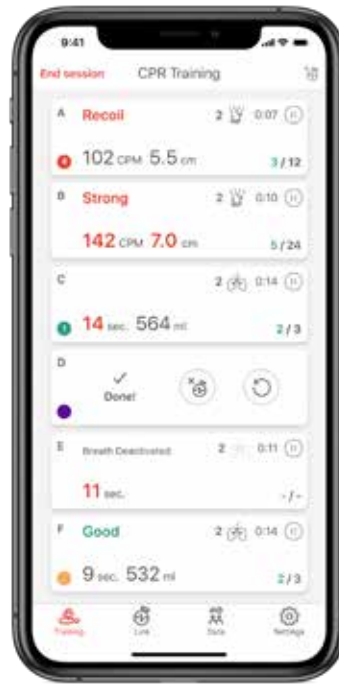 9:41
End session CPR Training
A Recoil 2 0:07
102 CPM 5.5 cm 3 / 12
B Strong 2 0:10
142 CPM 7.0 cm 5 / 24
C 2 0:14
1 14 sec. 564 ml 2 / 3
D
Done!
E Breath Deactivated 2 0:11
11 sec. - / -
F Good 2 0:14
9 sec. 532 ml 2 / 3
Training Link Data Settings